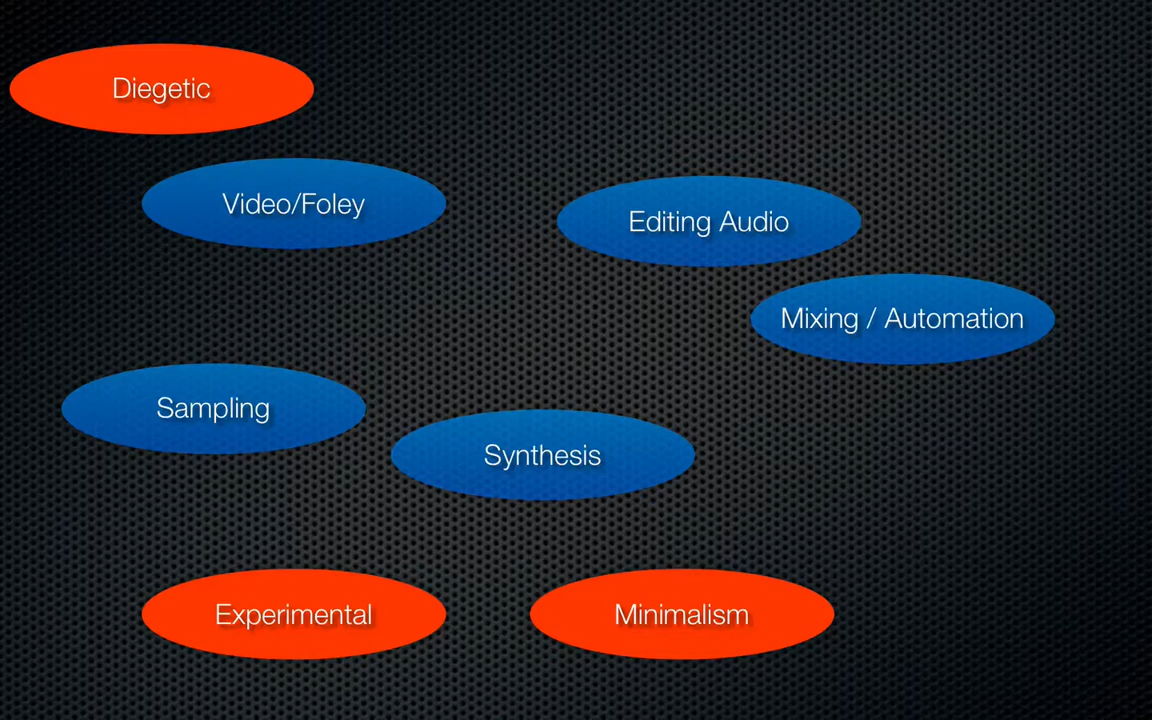 Diegetic
Video/Foley
Editing Audio
Mixing / Automation
Sampling
Synthesis
Experimental
Minimalism